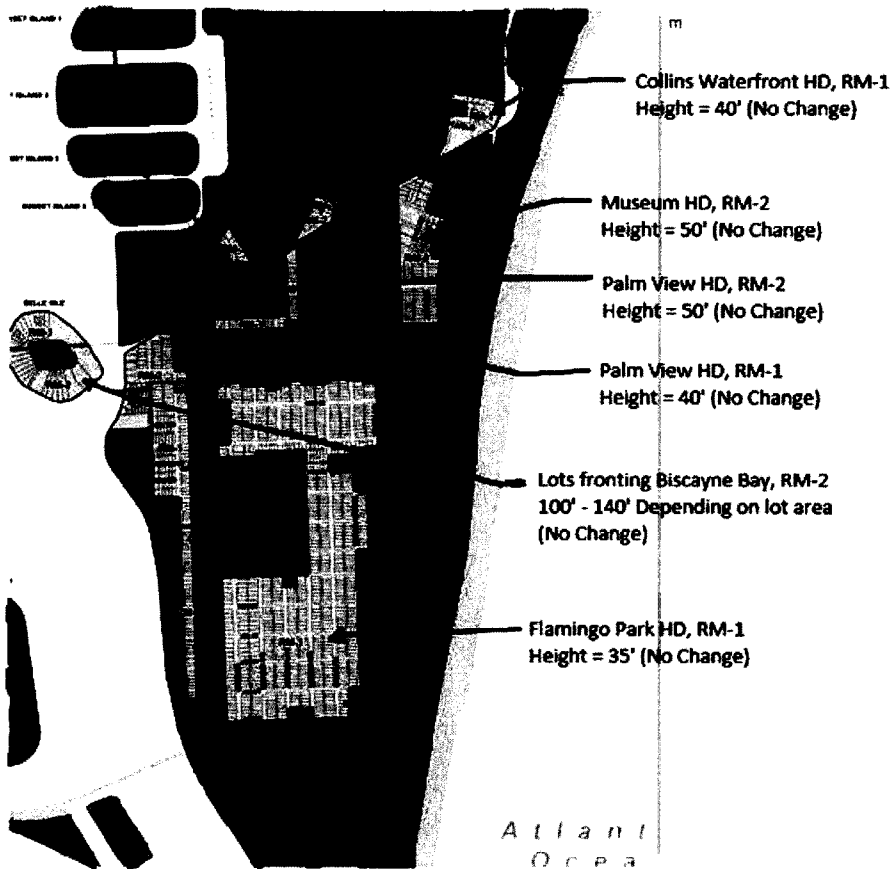 m
Collins Waterfront HD, RM-1
Height = 40' (No Change)
Museum HD, RM-2
Height = 50' (No Change)
Palm View HD, RM-2
Height = 50' (No Change)
BELLE ISLE
Palm View HD, RM-1
Height = 40' (No Change)
Lots fronting Biscayne Bay, RM-2
100' - 140' Depending on lot area
(No Change)
Flamingo Park HD, RM-1
Height = 35' (No Change)
Atlant
Ocea